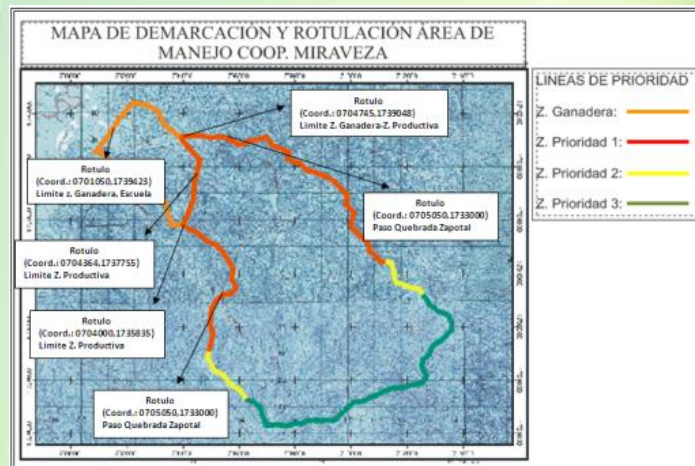 MAPA DE DEMARCACIÓN Y ROTULACIÓN ÁREA DE
MANEJO COOP. MIRAVEZA
LINEAS DE PRIORIDAD
Z. Ganadera:
Z. Prioridad 1:
Z. Prioridad 2:
Z. Prioridad 3:
Rotulo
(Coord.: 0704745,1739048)
Limite Z. Ganadera-Z. Productiva
Rotulo
(Coord.: 0701050,1739423)
Limite z. Ganadera, Escuela
Rotulo
(Coord.: 0705050,1733000)
Paso Quebrada Zapotal
Rotulo
(Coord.: 0704364,1737755)
Limite Z. Productiva
Rotulo
(Coord.: 0704000,1735835)
Limite Z. Productiva
Rotulo
(Coord.: 0705050,1733000)
Paso Quebrada Zapotal